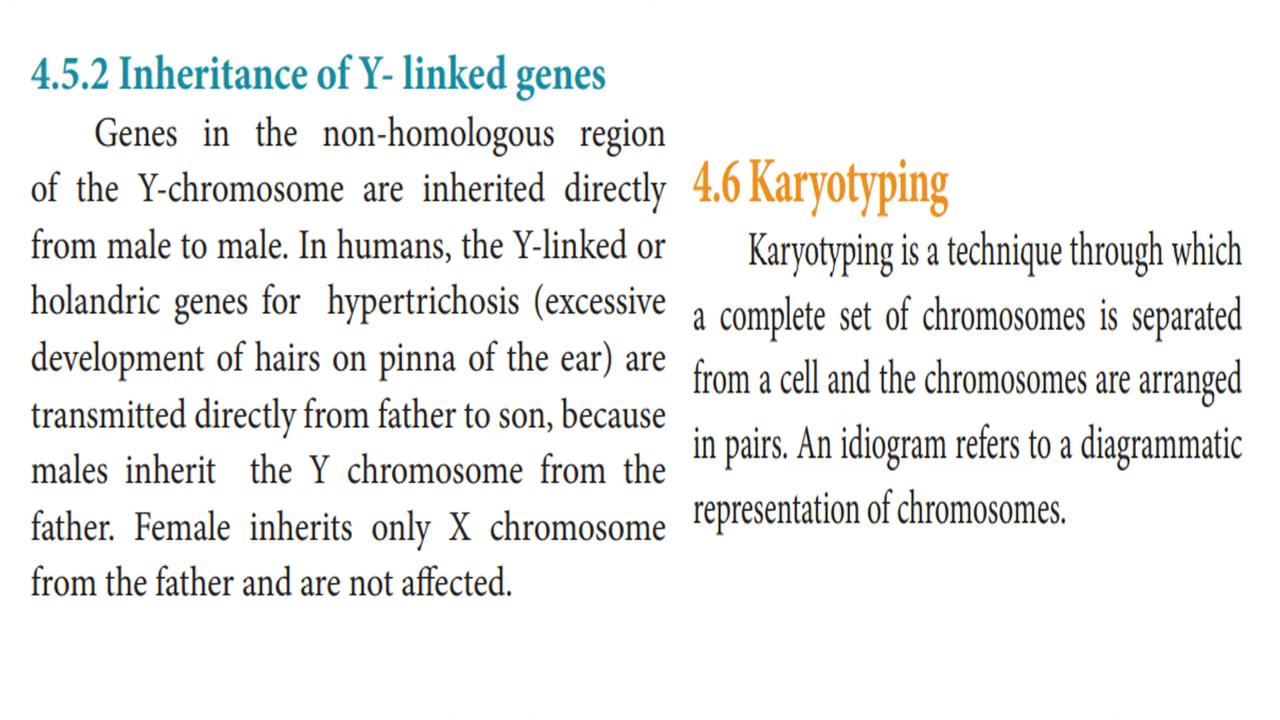 4.5.2 Inheritance of Y- linked genes
Genes in the non-homologous region
of the Y-chromosome are inherited directly
from male to male. In humans, the Y-linked or
holandric genes for hypertrichosis (excessive
development of hairs on pinna of the ear) are
transmitted directly from father to son, because
males inherit the Y chromosome from the
father. Female inherits only X chromosome
from the father and are not affected.
4.6 Karyotyping
Karyotyping is a technique through which
a complete set of chromosomes is separated
from a cell and the chromosomes are arranged
in pairs. An idiogram refers to a diagrammatic
representation of chromosomes.